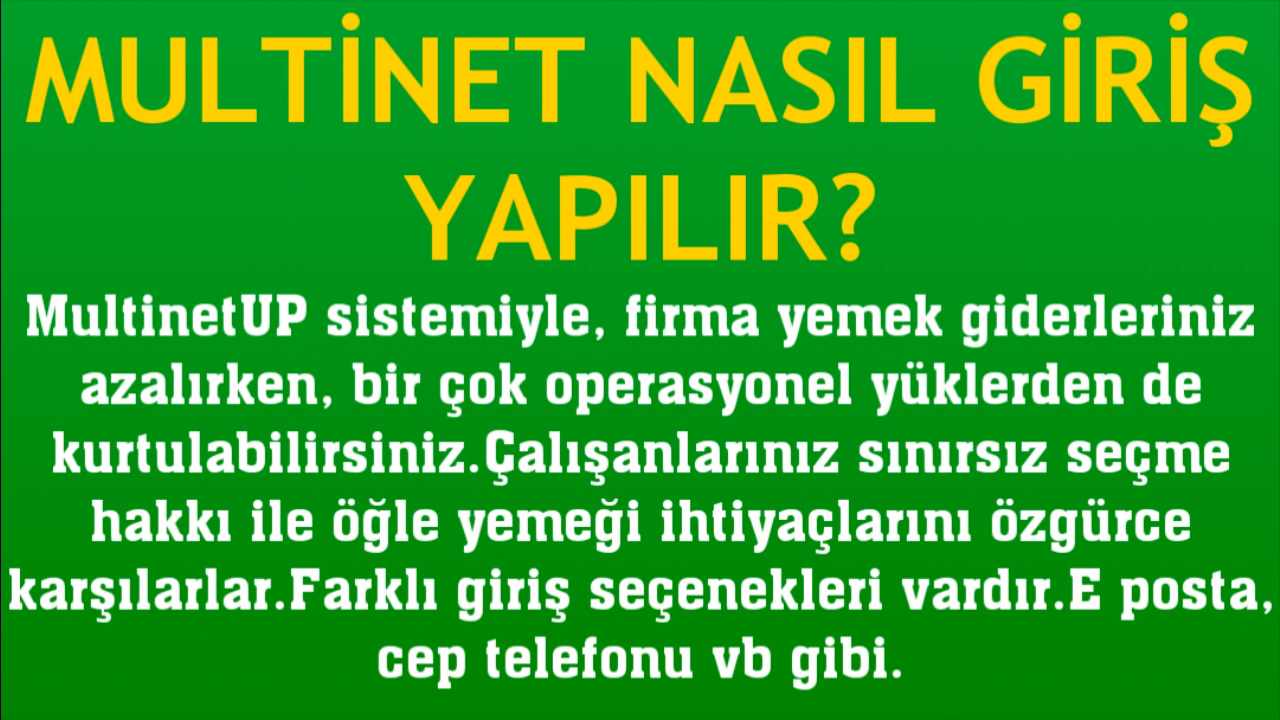 MULTİNET NASIL GİRİŞ
YAPILIR?
MultinetUP sistemiyle, firma yemek giderleriniz
azalırken, bir çok operasyonel yüklerden de
kurtulabilirsiniz.Çalışanlarınız sınırsız seçme
hakkı ile öğle yemeği ihtiyaçlarını özgürce
karşılarlar.Farklı giriş seçenekleri vardır.E posta,
cep telefonu vb gibi.